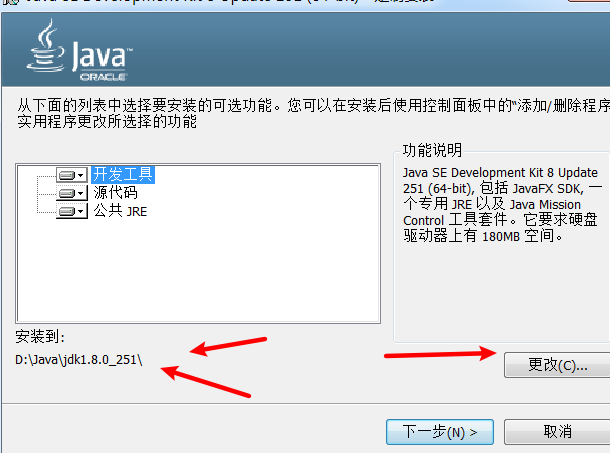 Java SE Development Kit 8 Update 251 (64-bit) - 定制安装
Java™
ORACLE
从下面的列表中选择要安装的可选功能。您可以在安装后使用控制面板中的“添加/删除程序
实用程序更改所选择的功能
开发工具
源代码
公共 JRE
功能说明
Java SE Development Kit 8 Update
251 (64-bit), 包括 JavaFX SDK, 一
个专用 JRE 以及 Java Mission
Control 工具套件。它要求硬盘
驱动器上有 180MB 空间。
安装到:
D:\Java\jdk1.8.0_251\
更改(C)...
下一步(N) >
取消